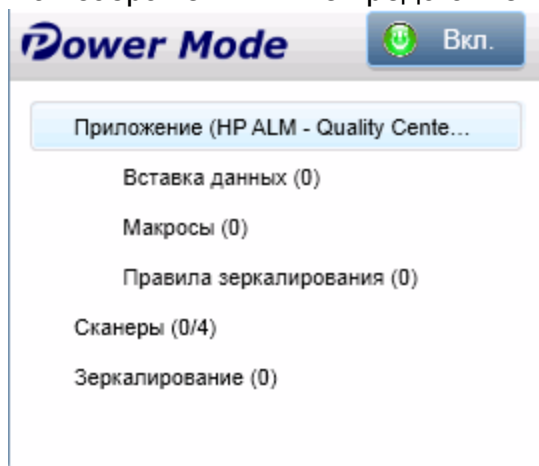 Power Mode
Вкл.
Приложение (HP ALM - Quality Cente...
Вставка данных (0)
Макросы (0)
Правила зеркалирования (0)
Сканеры (0/4)
Зеркалирование (0)